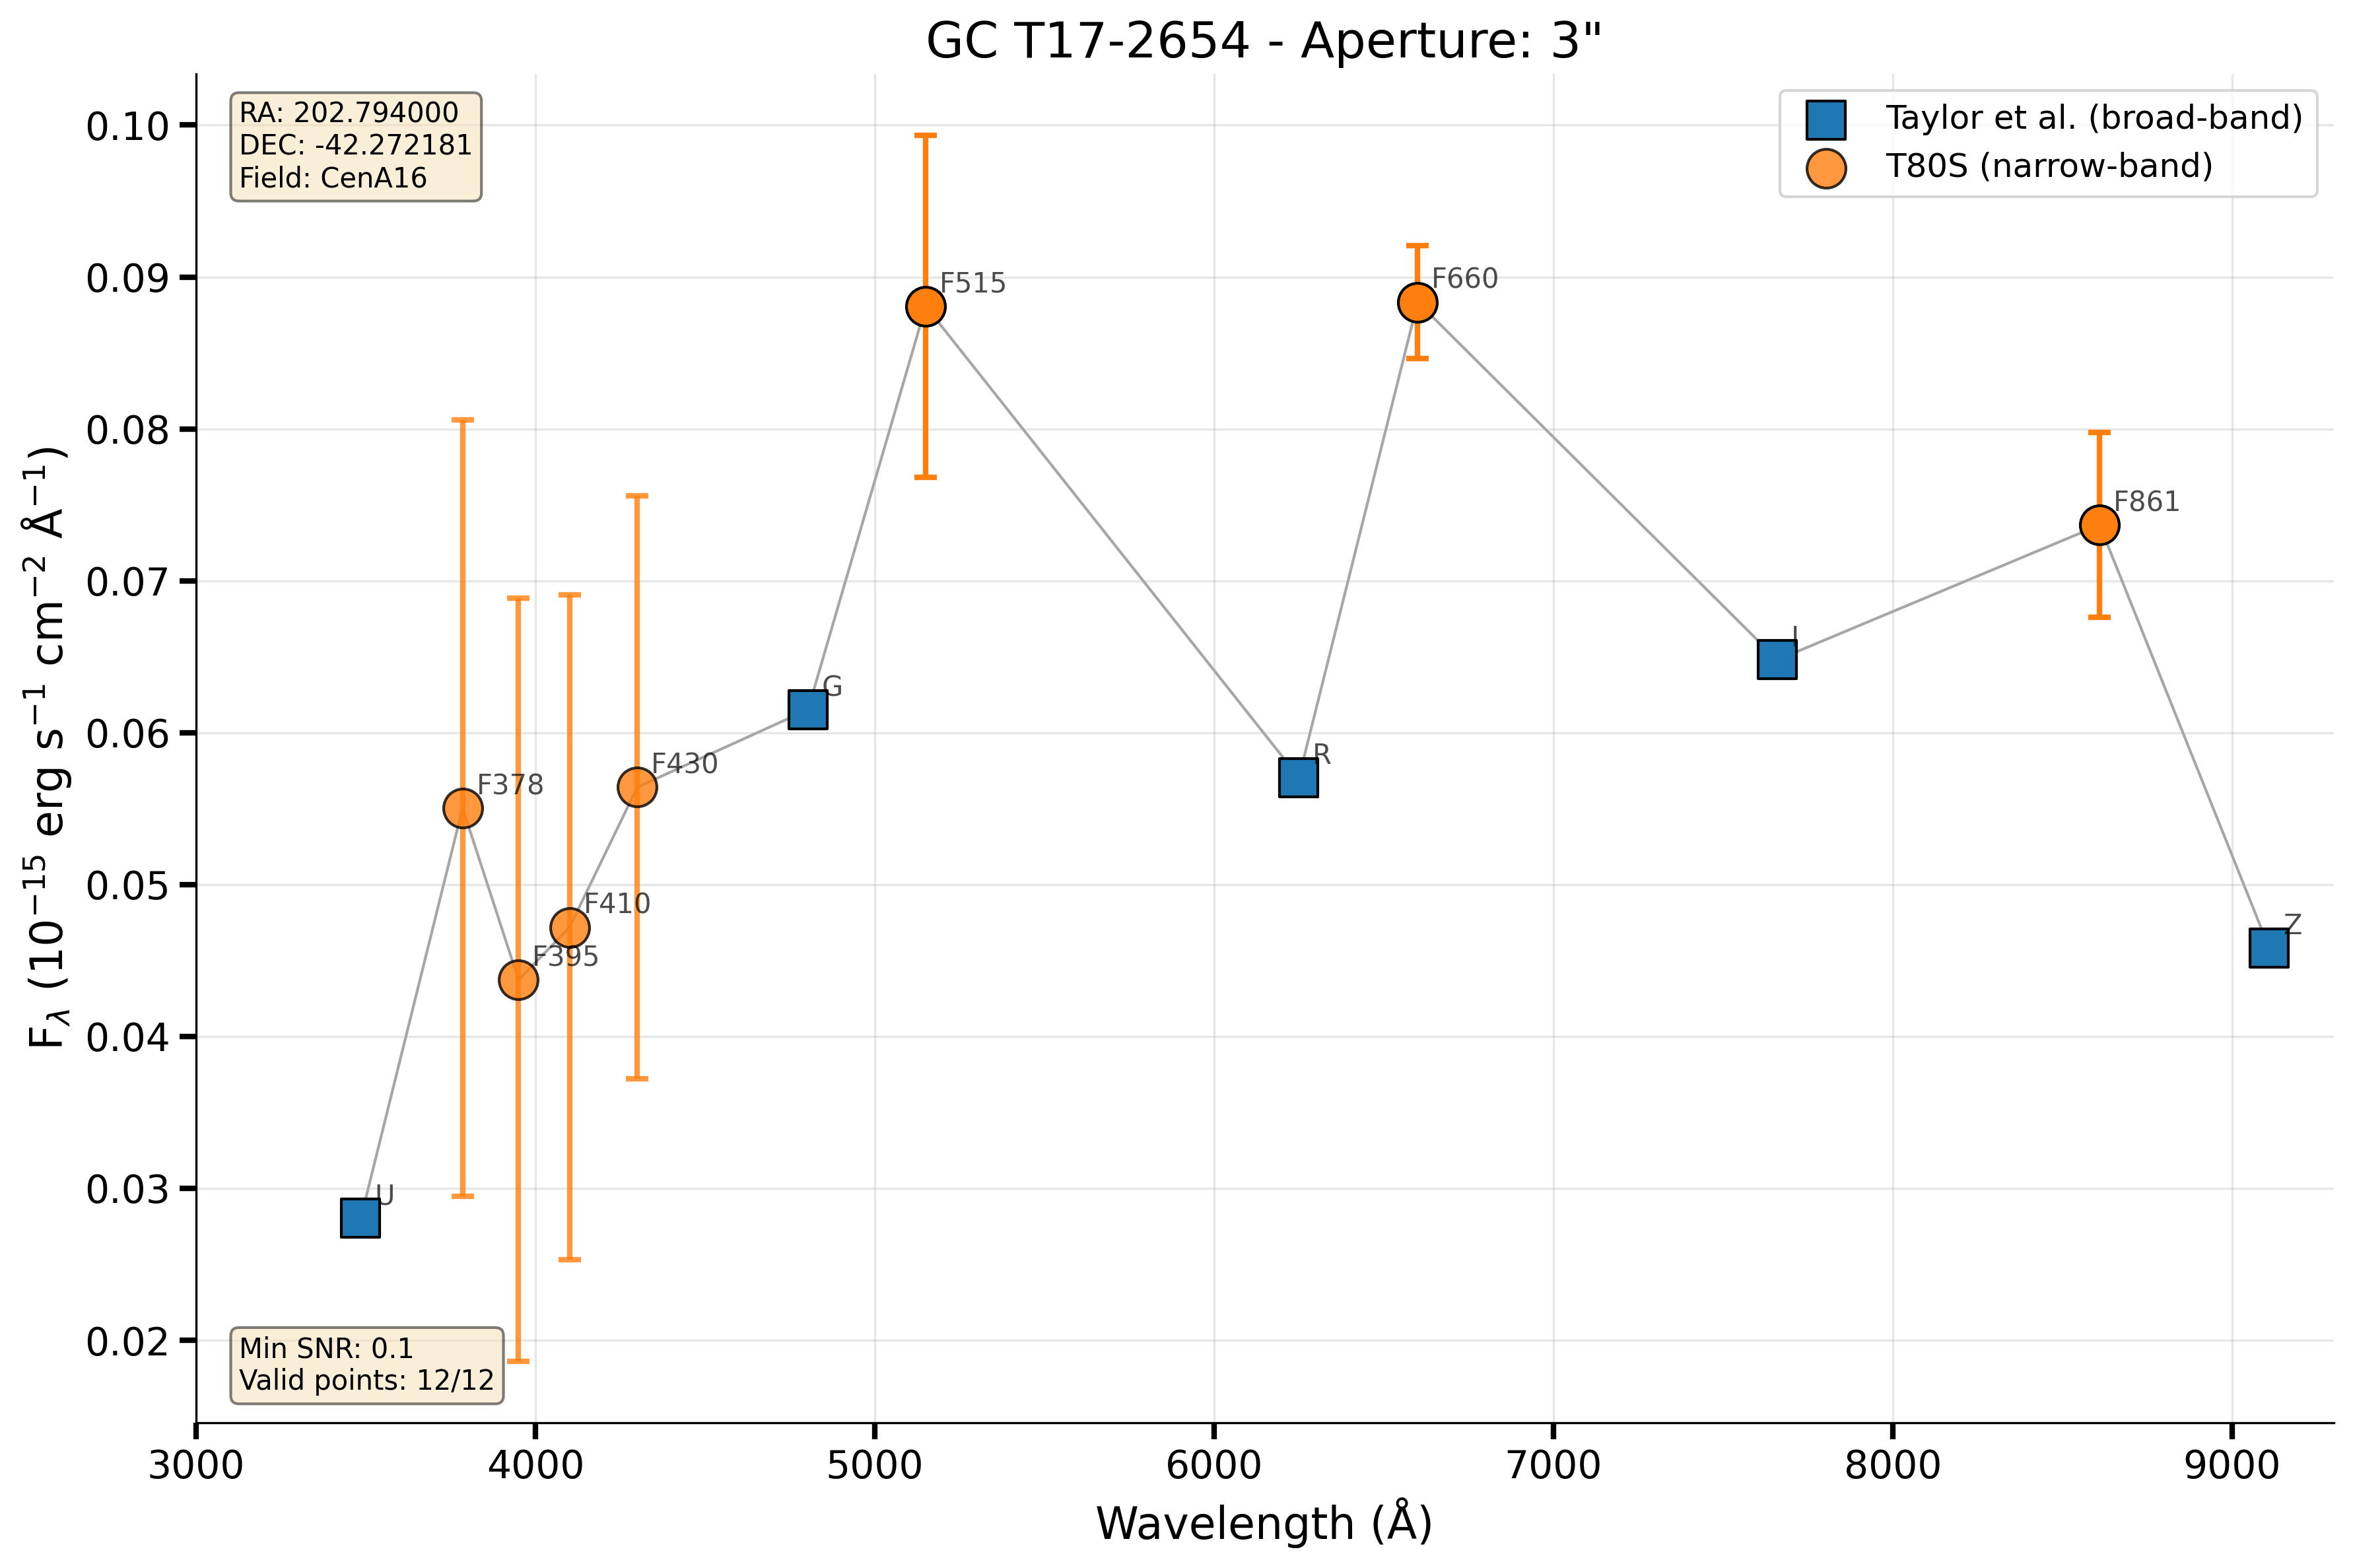 GC T17-2654 - Aperture: 3"
RA: 202.794000
DEC: -42.272181
Field: CenA16
Taylor et al. (broad-band)
T80S (narrow-band)
0.10
0.09
0.08
0.07
0.06
0.05
0.04
0.03
0.02
F_λ (10⁻¹⁵ erg s⁻¹ cm⁻² Å⁻¹)
F515
F660
F861
I
G
R
F430
F378
F410
F395
Z
U
Min SNR: 0.1
Valid points: 12/12
3000 4000 5000 6000 7000 8000 9000
Wavelength (Å)